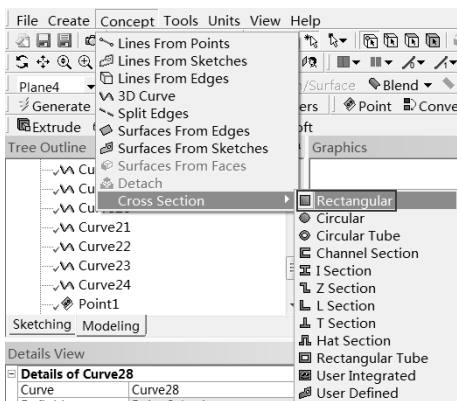 File Create Concept Tools Units View Help
Lines From Points
Lines From Sketches
Lines From Edges
3D Curve
Split Edges
Surfaces From Edges
Surfaces From Sketches
Surfaces From Faces
Detach
Cross Section
Rectangular
Circular
Circular Tube
Channel Section
I Section
Z Section
L Section
T Section
Hat Section
Rectangular Tube
User Integrated
User Defined
Plane4
/Surface Blend
Generate
Point
Extrude
Tree Outline
Graphics
Curve21
Curve22
Curve23
Curve24
Point1
Sketching Modeling
Details View
Details of Curve28
Curve Curve28